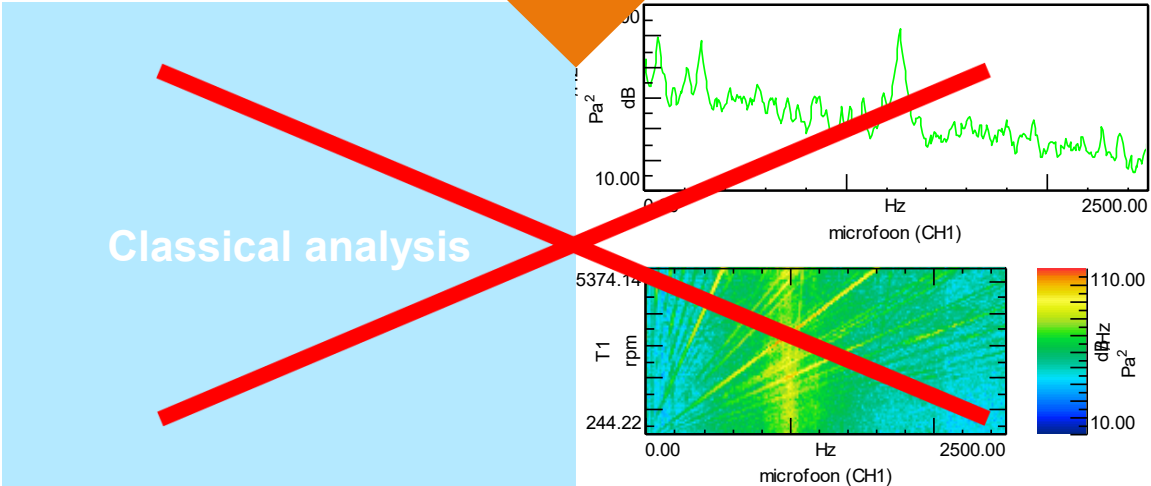 Classical analysis
Pa²
dB
10.00
Hz
2500.00
microfoon (CH1)
5374.14
T1
rpm
244.22
0.00
Hz
2500.00
microfoon (CH1)
110.00
Pa²
10.00